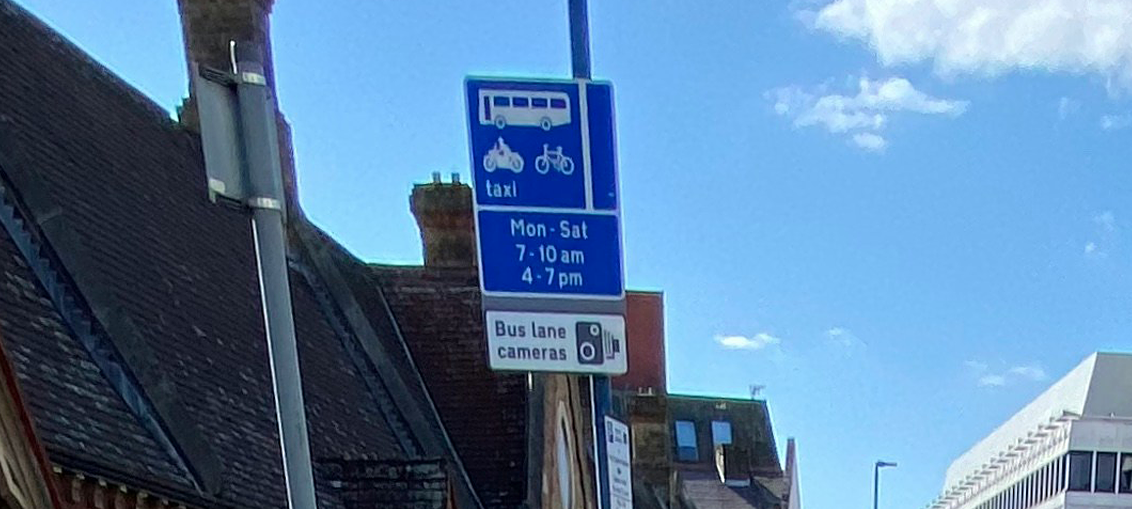 taxi
Mon - Sat
7 - 10 am
4 - 7 pm
Bus lane
cameras